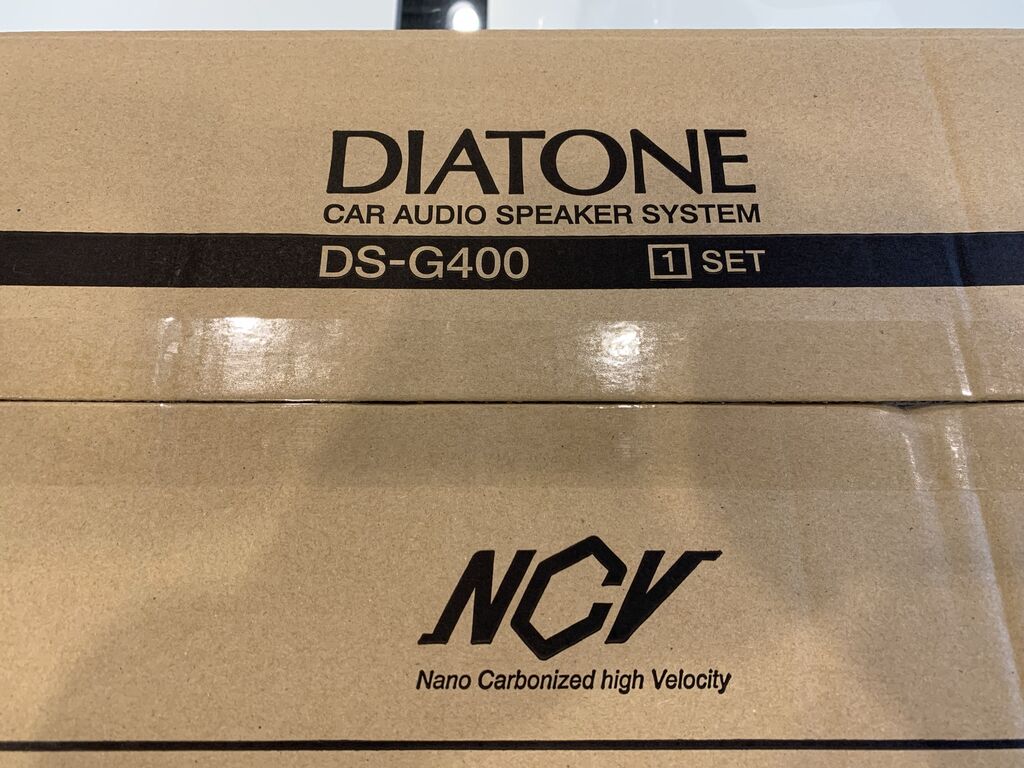 DIATONE
CAR AUDIO SPEAKER SYSTEM
DS-G400 1 SET
NCV
Nano Carbonized high Velocity